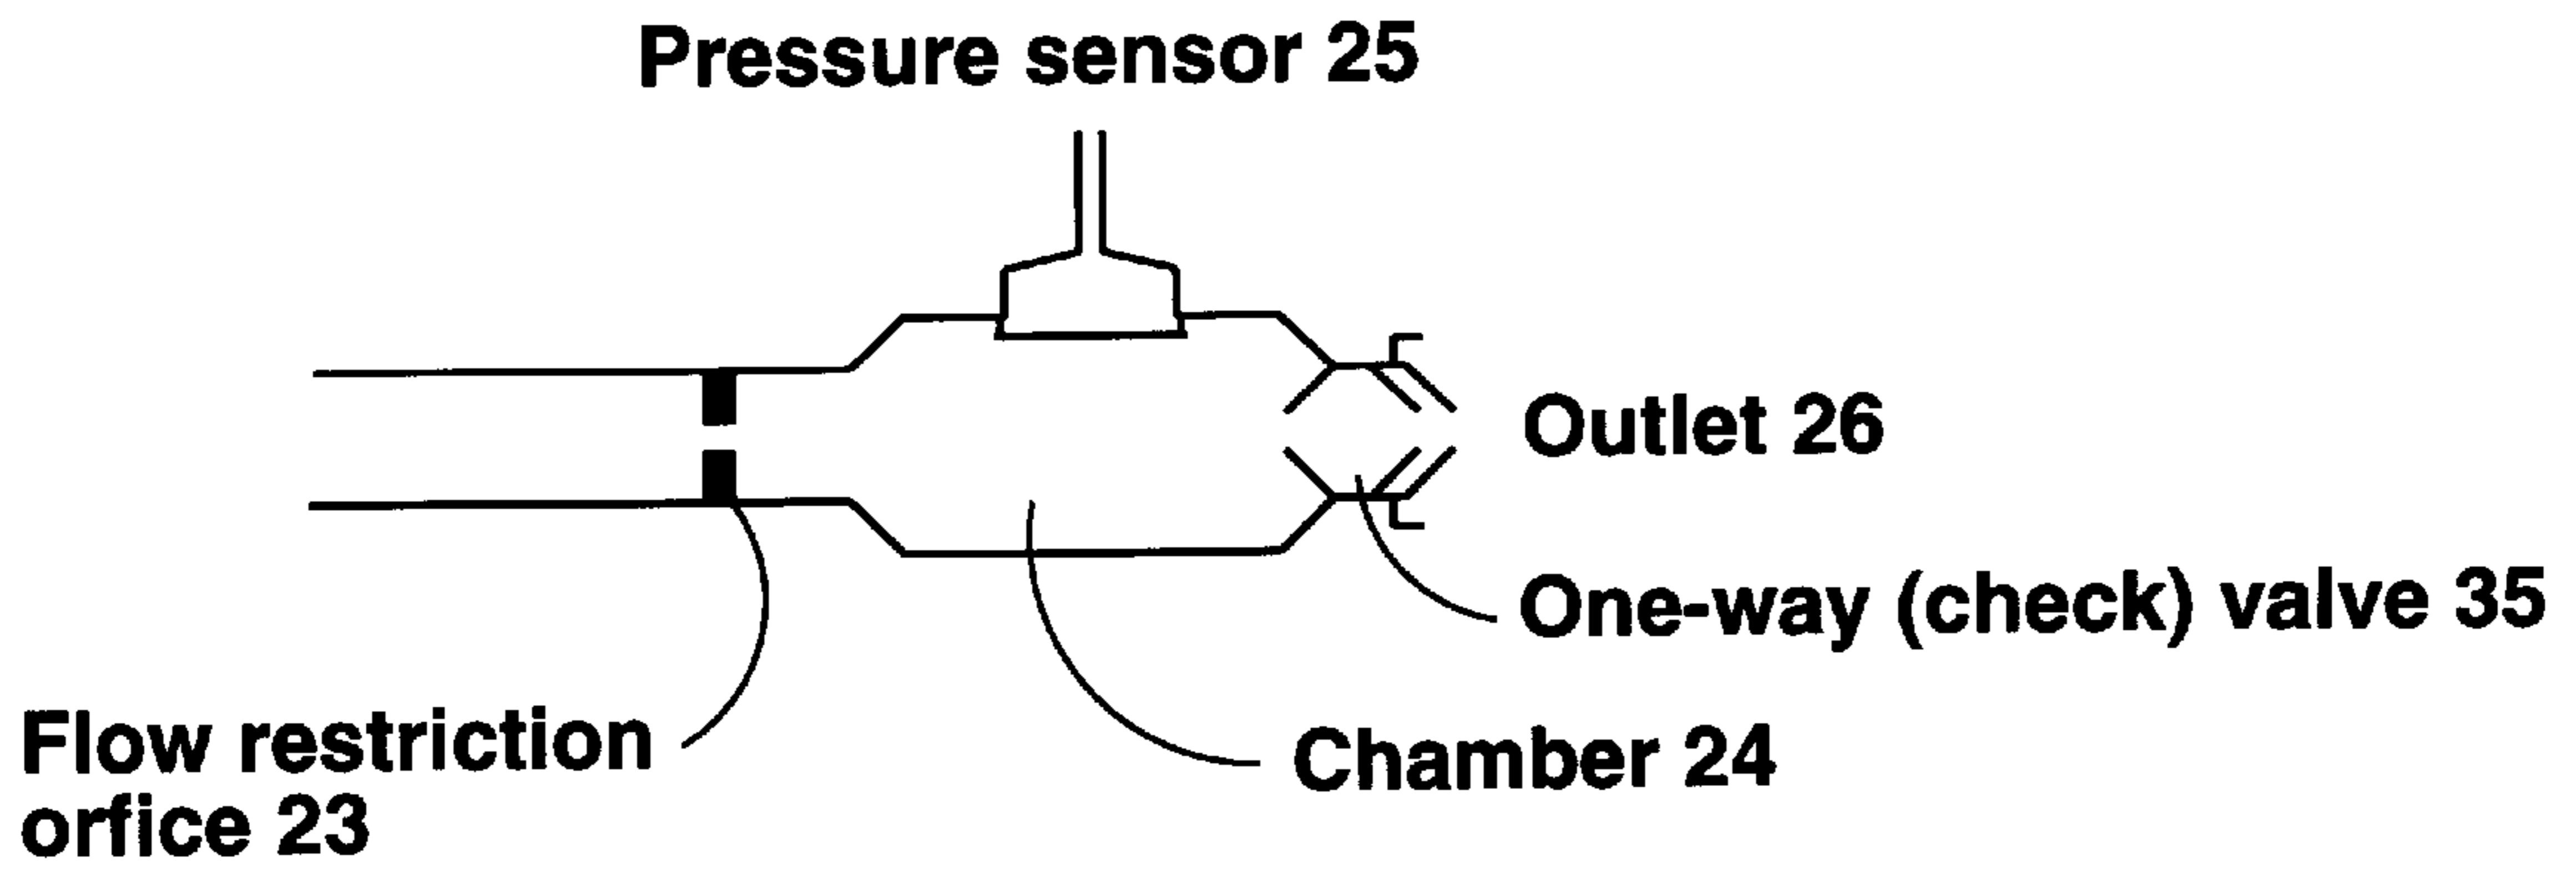 Pressure sensor 25
Outlet 26
One-way (check) valve 35
Flow restriction
orfice 23
Chamber 24